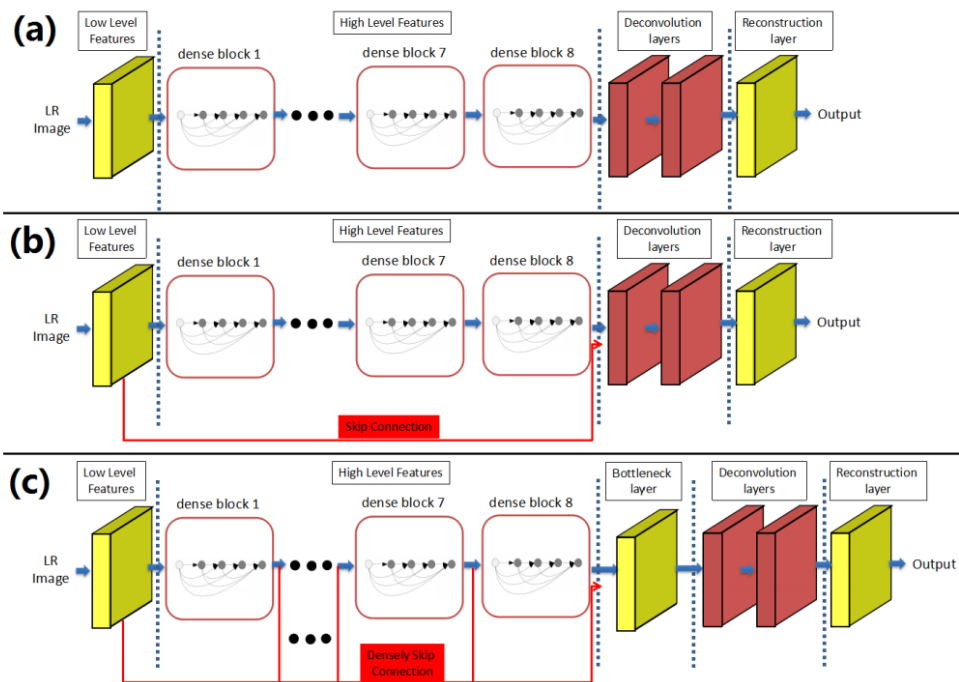 (a)
Low Level
Features
High Level Features
Deconvolution
layers
Reconstruction
layer
dense block 1
dense block 7
dense block 8
LR
Image
Output
(b)
Low Level
Features
High Level Features
Deconvolution
layers
Reconstruction
layer
dense block 1
dense block 7
dense block 8
LR
Image
Output
Skip Connection
(c)
Low Level
Features
High Level Features
Bottleneck
layer
Deconvolution
layers
Reconstruction
layer
dense block 1
dense block 7
dense block 8
LR
Image
Output
Densely Skip
Connection